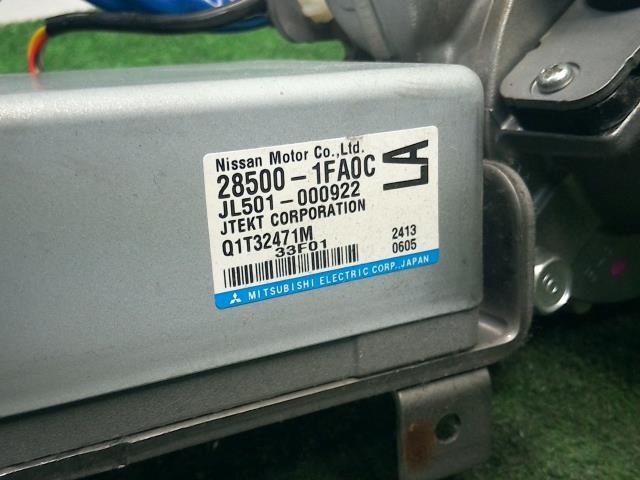 Nissan Motor Co.,Ltd.
28500-1FA0C
LA
JL501-000922
JTEKT CORPORATION
Q1T32471M
2413
33F01
0605
MITSUBISHI ELECTRIC CORP.,JAPAN